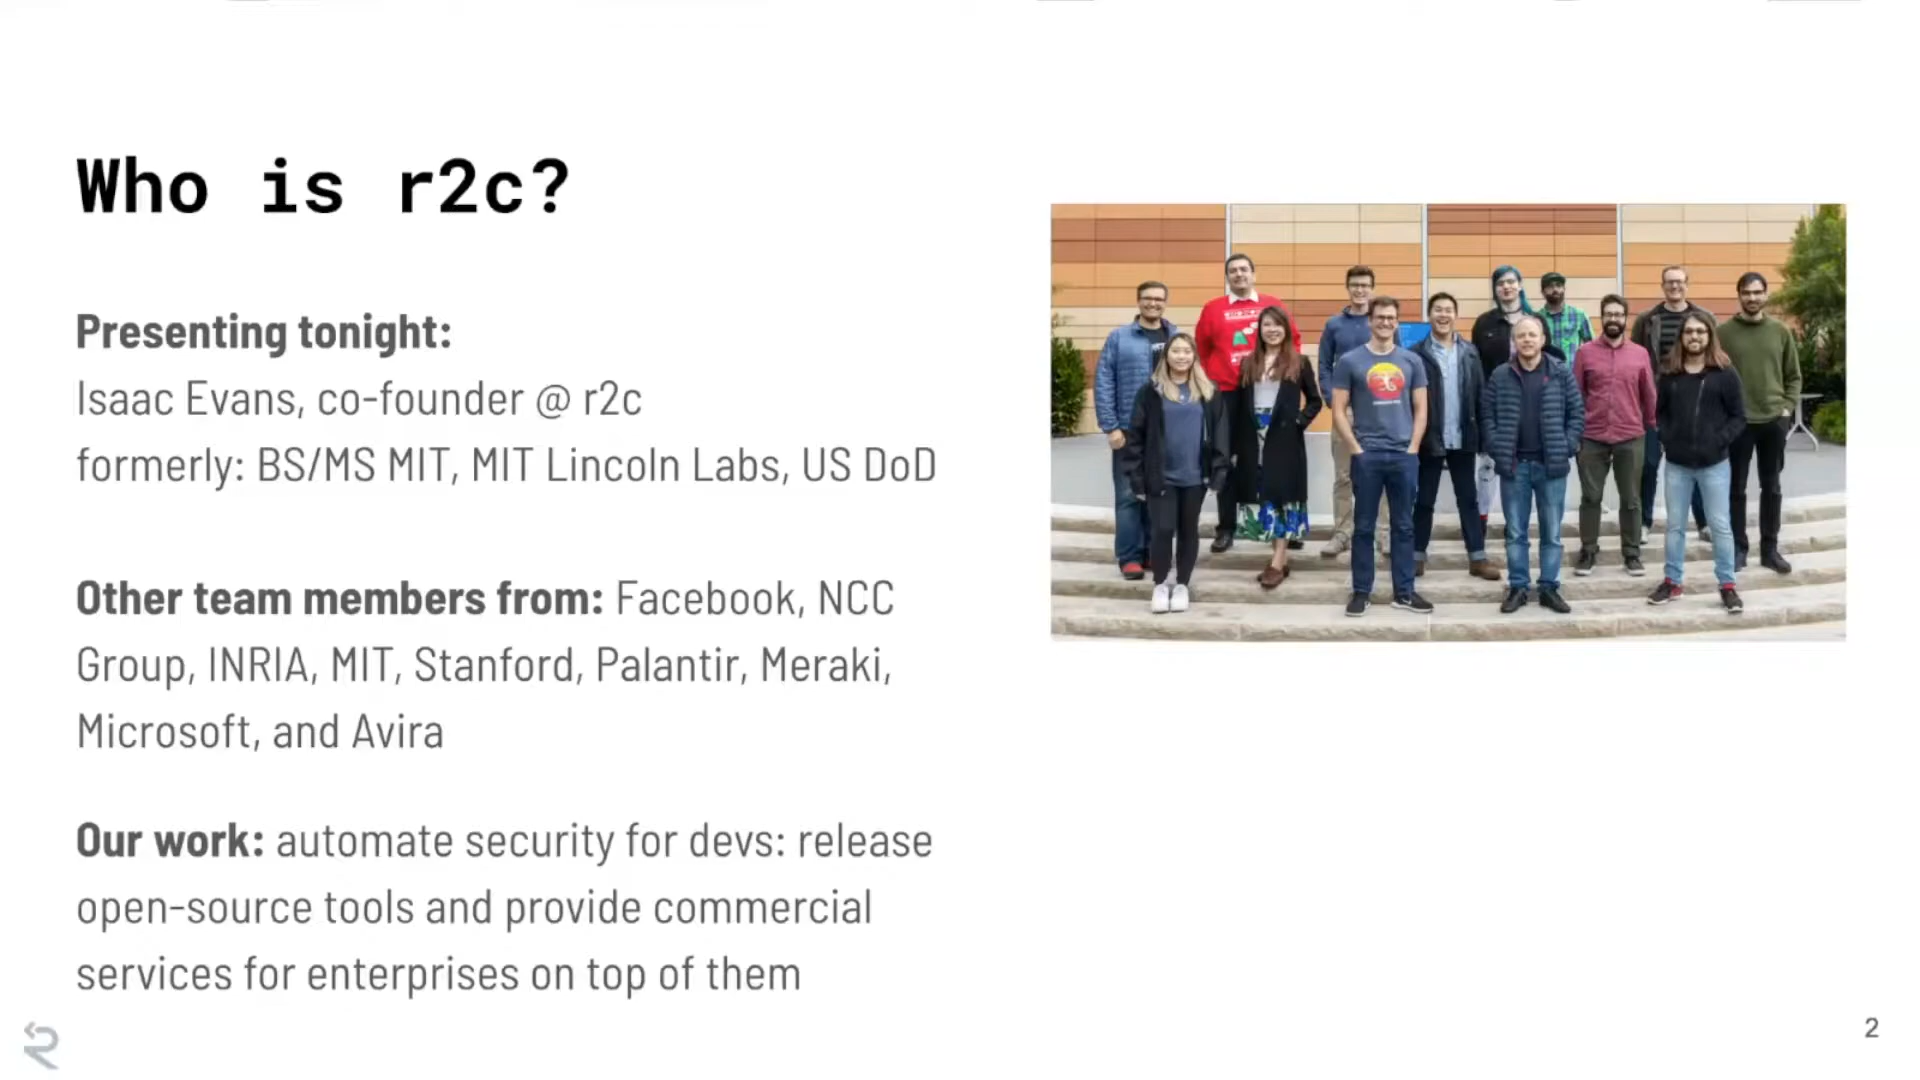 Who is r2c?
Presenting tonight:
Isaac Evans, co-founder @ r2c
formerly: BS/MS MIT, MIT Lincoln Labs, US DoD
Other team members from: Facebook, NCC
Group, INRIA, MIT, Stanford, Palantir, Meraki,
Microsoft, and Avira
Our work: automate security for devs: release
open-source tools and provide commercial
services for enterprises on top of them
2